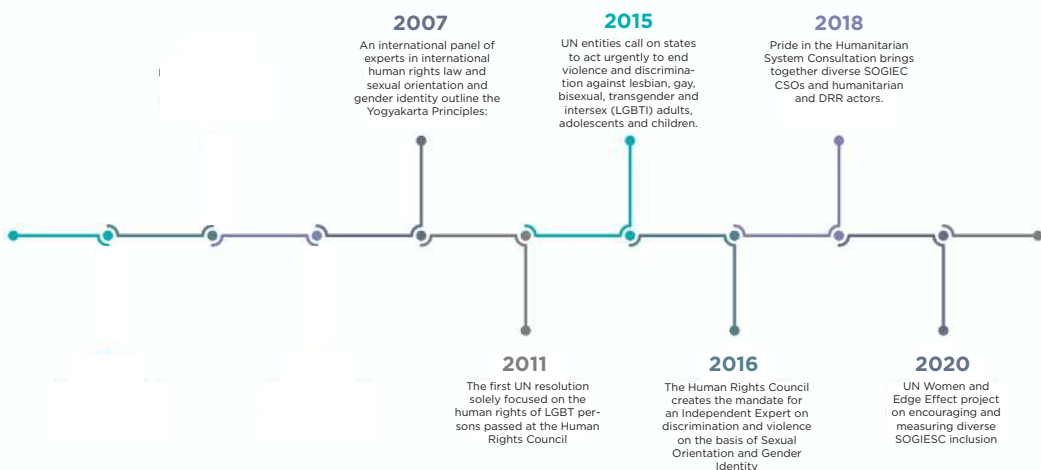 2007
An international panel of
experts in international
human rights law and
sexual orientation and
gender identity outline the
Yogyakarta Principles:
2015
UN entities call on states
to act urgently to end
violence and discrimina-
tion against lesbian, gay,
bisexual, transgender and
intersex (LGBTI) adults,
adolescents and children.
2018
Pride in the Humanitarian
System Consultation brings
together diverse SOGIEC
CSOs and humanitarian
and DRR actors.
2011
The first UN resolution
solely focused on the
human rights of LGBT per-
sons passed at the Human
Rights Council
2016
The Human Rights Council
creates the mandate for
an Independent Expert on
discrimination and violence
on the basis of Sexual
Orientation and Gender
Identity
2020
UN Women and
Edge Effect project
on encouraging and
measuring diverse
SOGIESC inclusion